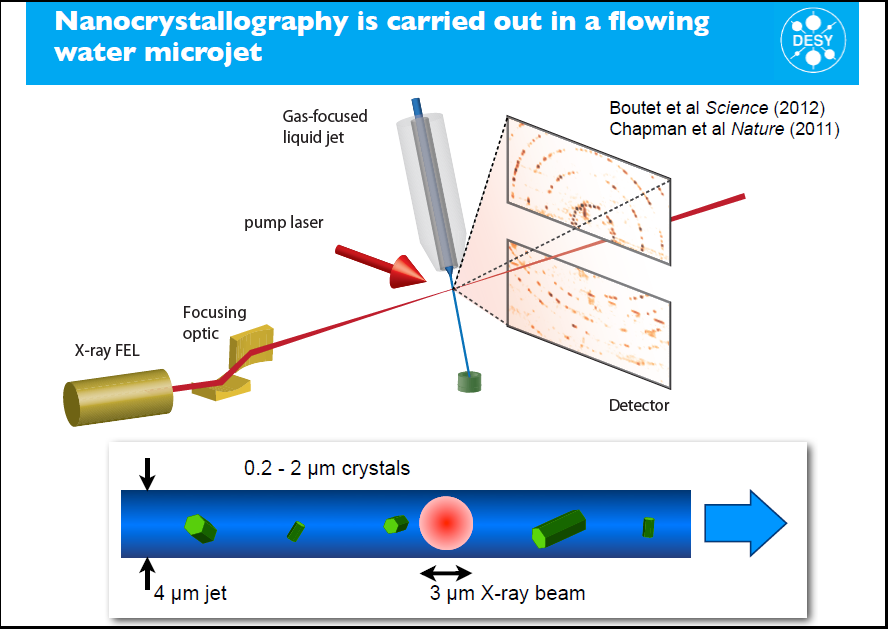 Nanocrystallography is carried out in a flowing
water microjet
DESY
Gas-focused
liquid jet
Boutet et al Science (2012)
Chapman et al Nature (2011)
pump laser
Focusing
optic
X-ray FEL
Detector
0.2 - 2 μm crystals
4 μm jet
3 μm X-ray beam